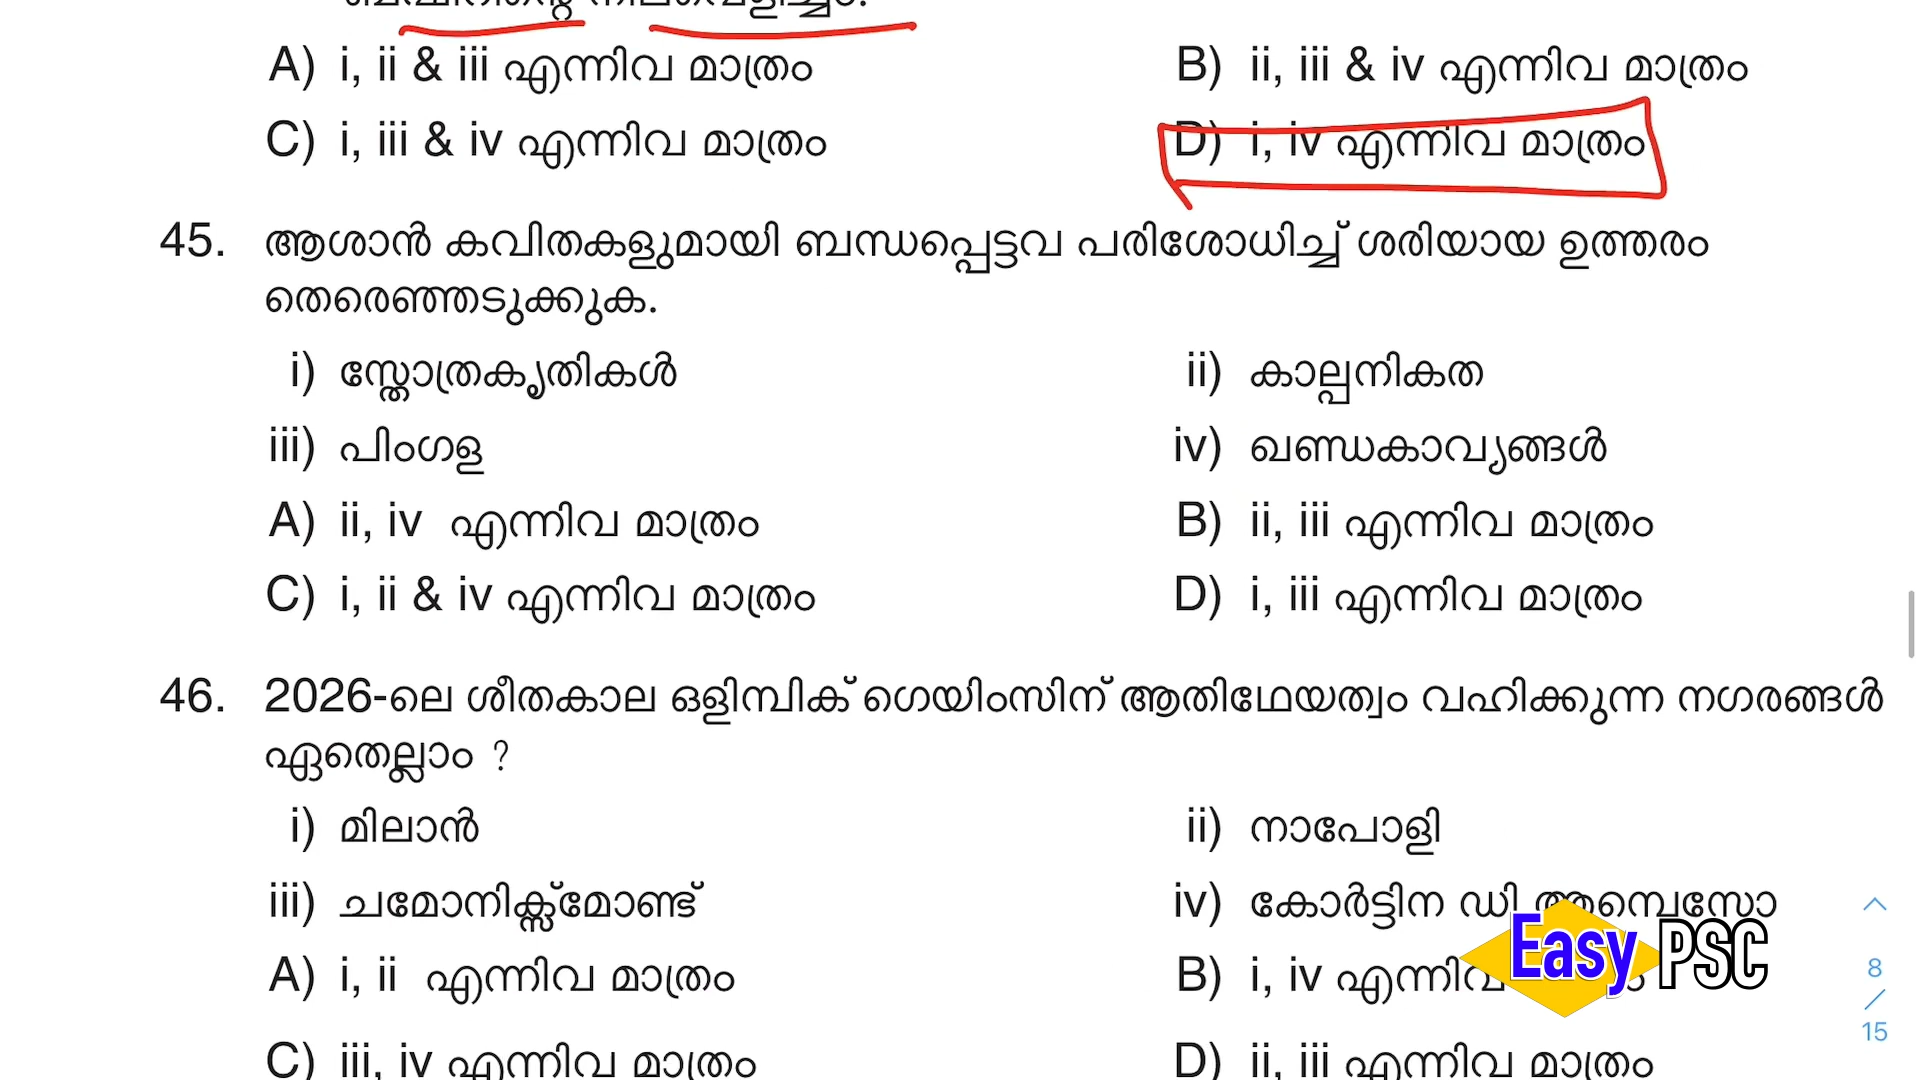 A) i, ii & iii എന്നിവ മാത്രം
B) ii, iii & iv എന്നിവ മാത്രം
C) i, iii & iv എന്നിവ മാത്രം
D) i, iv എന്നിവ മാത്രം
45. ആശാൻ കവിതകളുമായി ബന്ധപ്പെട്ടവ പരിശോധിച്ച് ശരിയായ ഉത്തരം
തെരെഞ്ഞടുക്കുക.
i) സ്തോത്രകൃതികൾ
ii) കാല്പനികത
iii) പിംഗള
iv) ഖണ്ഡകാവ്യങ്ങൾ
A) ii, iv എന്നിവ മാത്രം
B) ii, iii എന്നിവ മാത്രം
C) i, ii & iv എന്നിവ മാത്രം
D) i, iii എന്നിവ മാത്രം
46. 2026-ലെ ശീതകാല ഒളിമ്പിക് ഗെയിംസിന് ആതിഥേയത്വം വഹിക്കുന്ന നഗരങ്ങൾ
ഏതെല്ലാം ?
i) മിലാൻ
ii) നാപോളി
iii) ചമോനിക്സ്മോണ്ട്
iv) കോർട്ടിന ഡി ആമ്പെസോ
Easy PSC
A) i, ii എന്നിവ മാത്രം
B) i, iv എന്നിവ
8
/
15
C) iii, iv എന്നിവ മാത്രം
D) ii, iii എന്നിവ മാത്രം